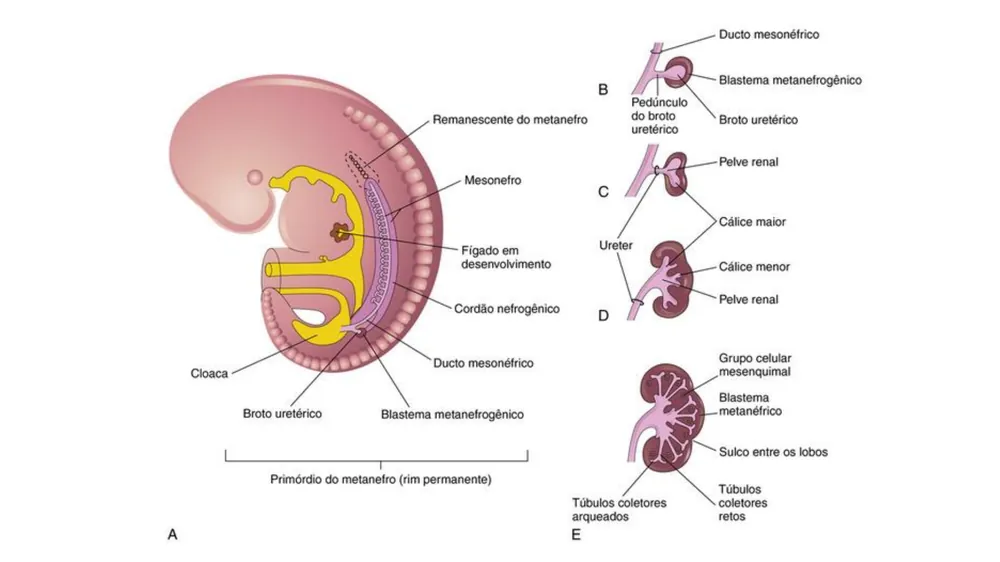 Remanescente do metanefro
Mesonefro
Fígado em
desenvolvimento
Cordão nefrogênico
Ducto mesonéfrico
Cloaca
Broto uretérico
Blastema metanefrogênico
Primórdio do metanefro (rim permanente)
A
Ducto mesonéfrico
Blastema metanefrogênico
B
Pedúnculo
do broto
uretérico
Broto uretérico
Pelve renal
C
Cálice maior
Ureter
Cálice menor
Pelve renal
D
Grupo celular
mesenquimal
Blastema
metanéfrico
Sulco entre os lobos
Túbulos coletores
arqueados
Túbulos
coletores
retos
E